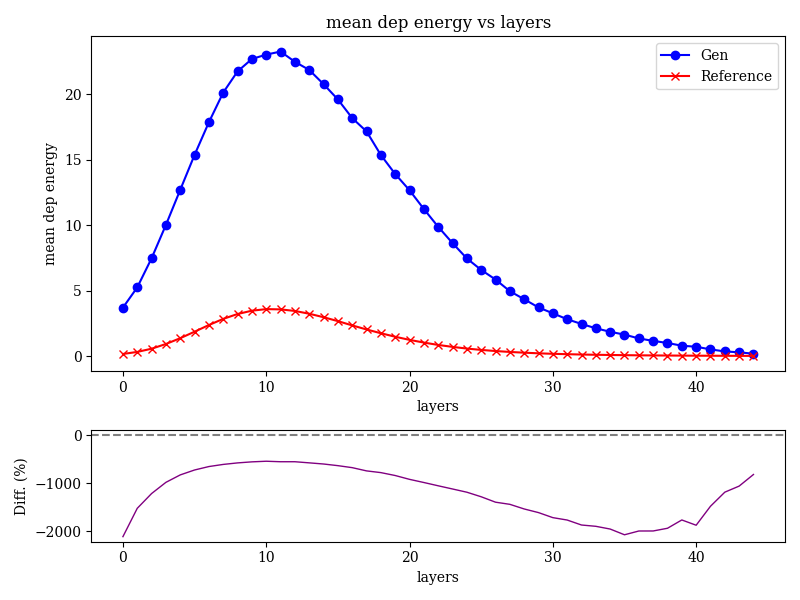 mean dep energy vs layers
Gen
Reference
mean dep energy
20
15
10
5
0
0 10 20 30 40
layers
Diff. (%)
0
−1000
−2000
0 10 20 30 40
layers